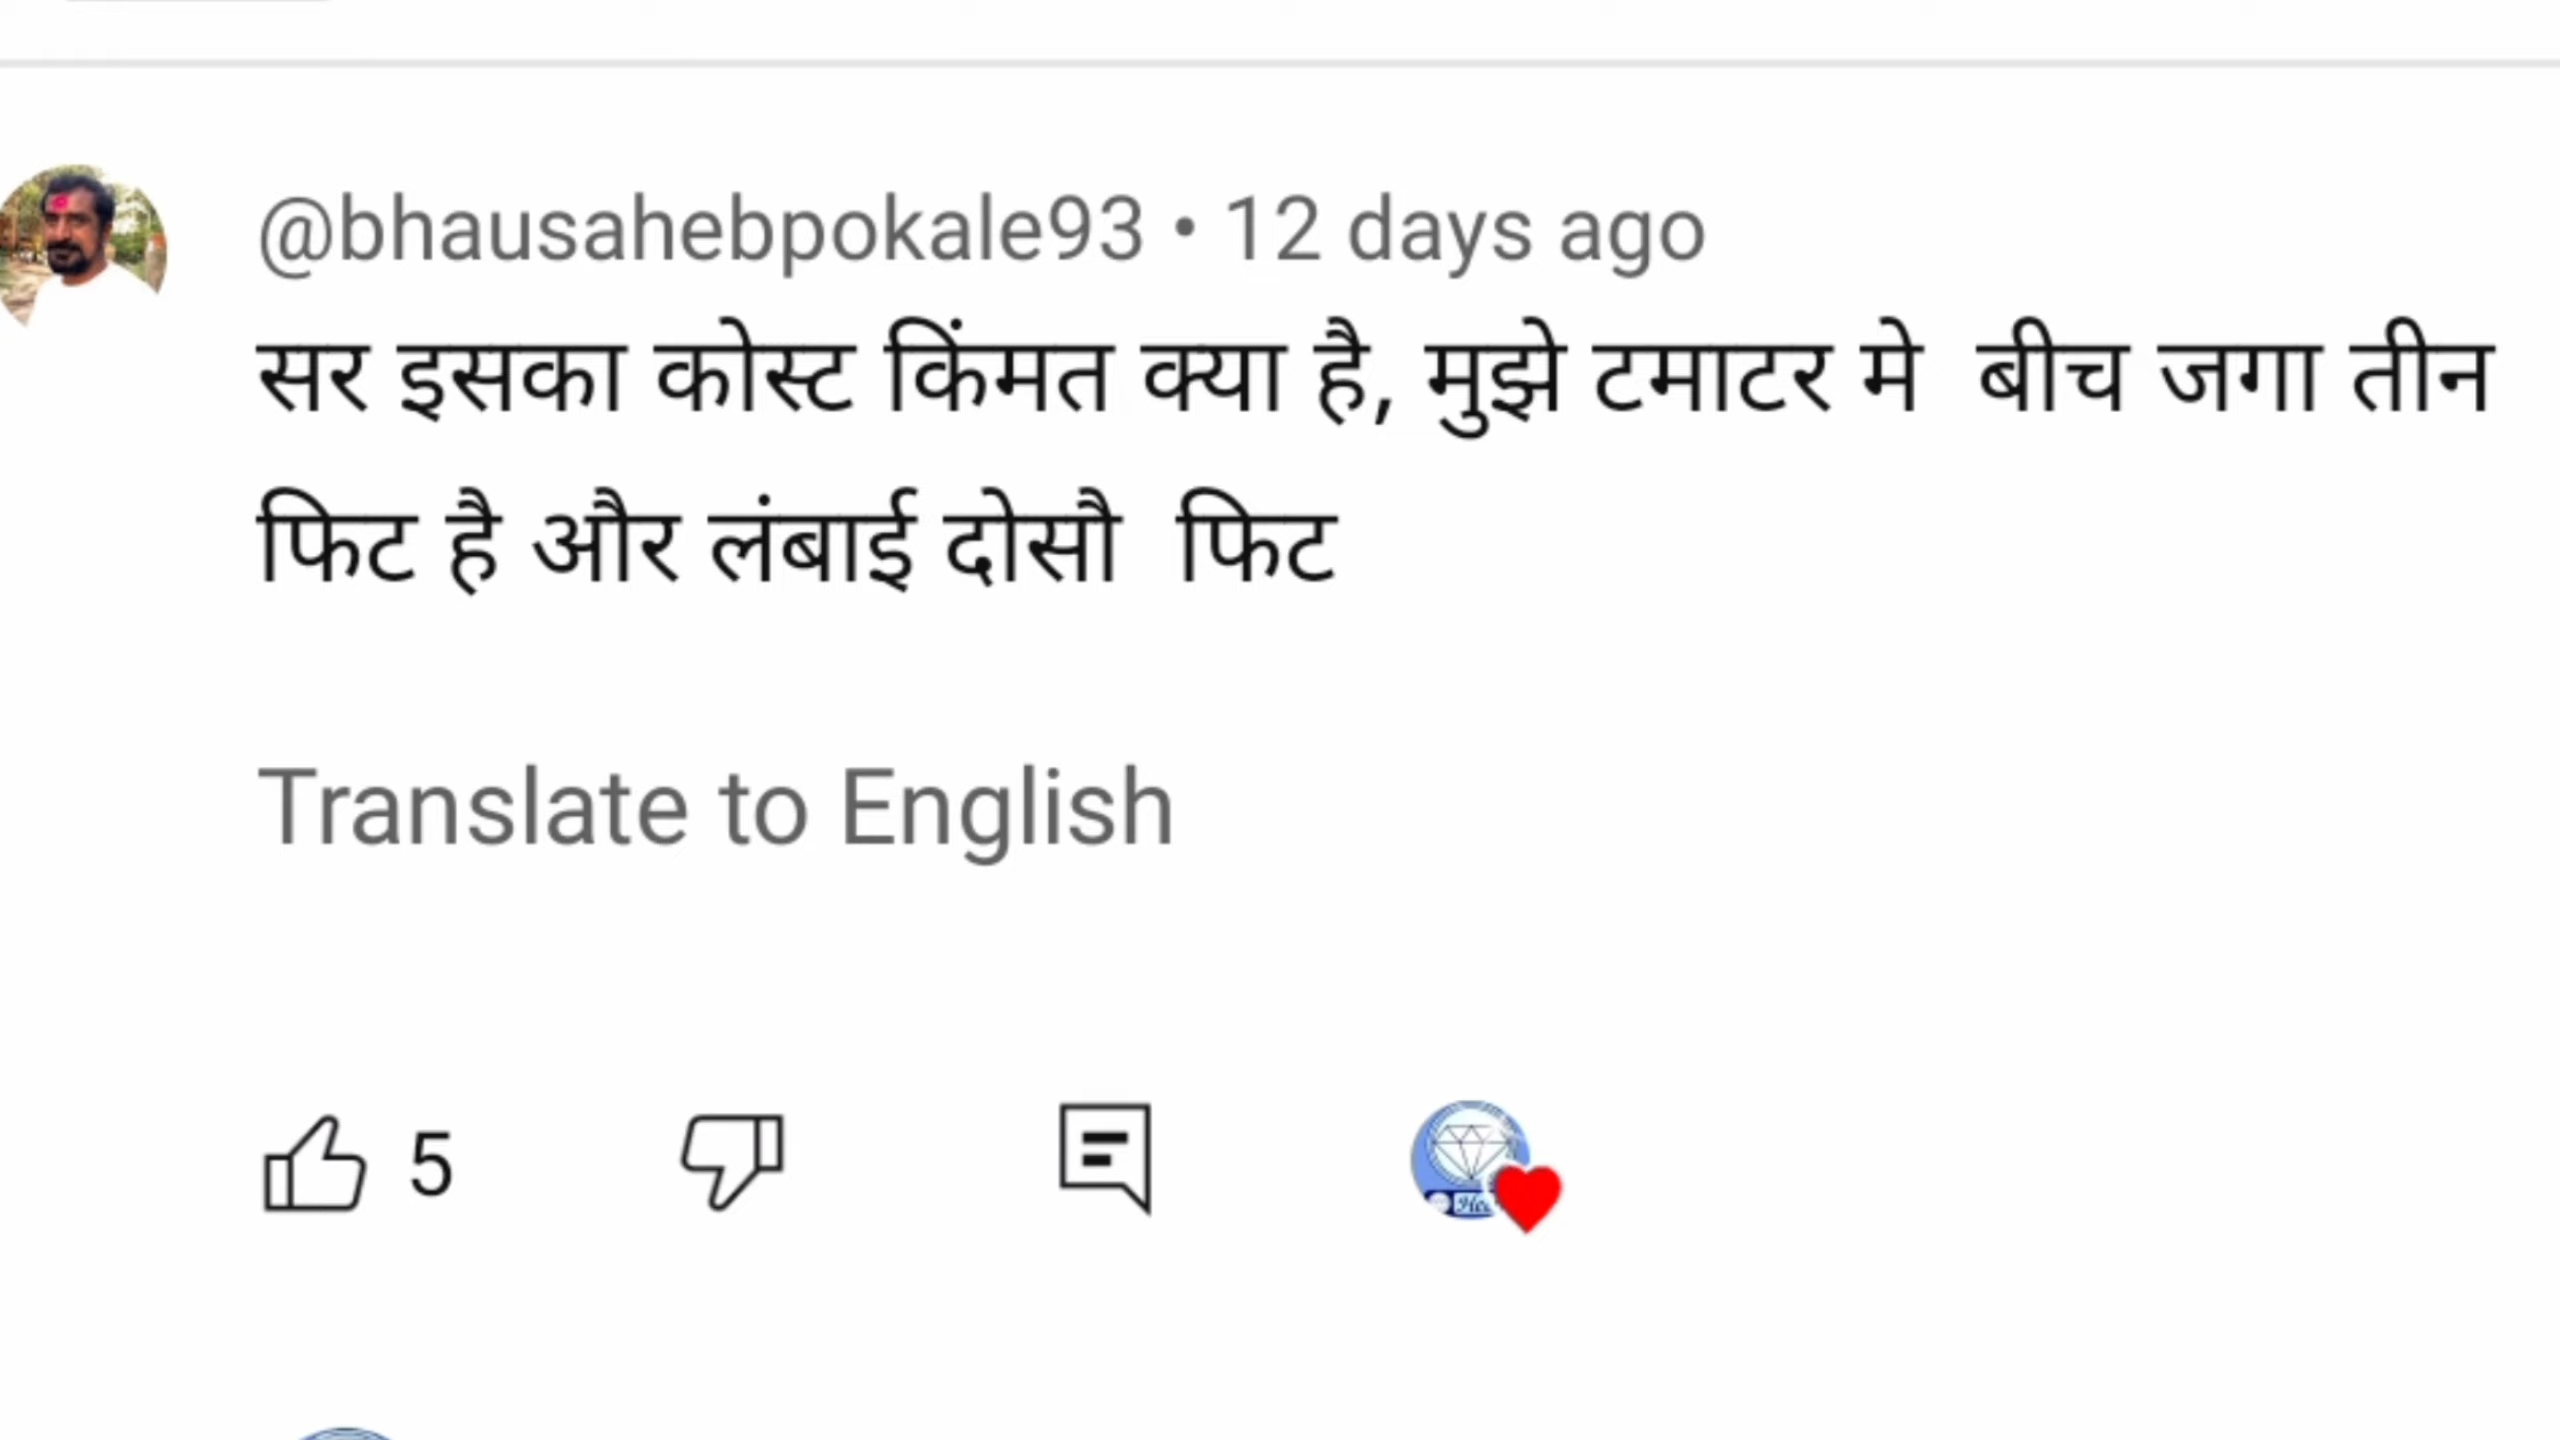 @bhausahebpokale93 • 12 days ago
सर इसका कोस्ट किंमत क्या है, मुझे टमाटर मे बीच जगा तीन
फिट है और लंबाई दोसौ फिट
Translate to English
5